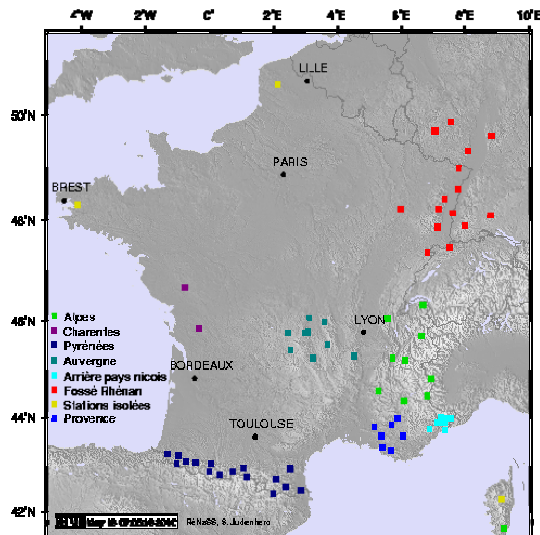 4°W 2°W 0° 2°E 4°E 6°E 8°E 10°E
50°N
48°N
46°N
44°N
42°N
LILLE
PARIS
BREST
LYON
BORDEAUX
TOULOUSE
Alpes
Charentes
Pyrénées
Auvergne
Arrière pays nicois
Fossé Rhénan
Stations isolées
Provence
RéNaSS, S. Judenherc